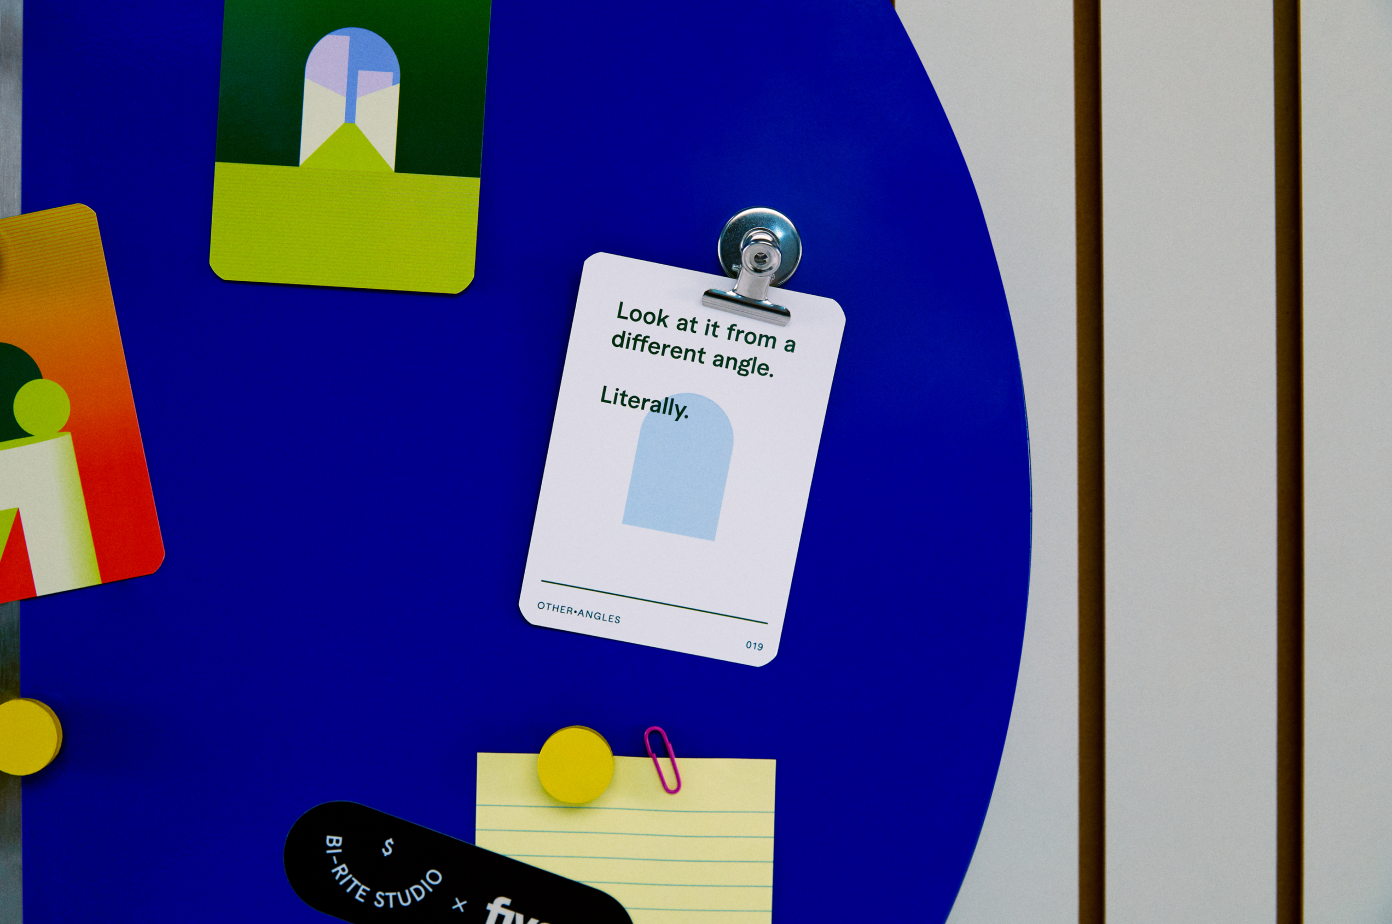 Look at it from a
different angle.
Literally.
OTHER•ANGLES
019
$
BI-RITE STUDIO
×